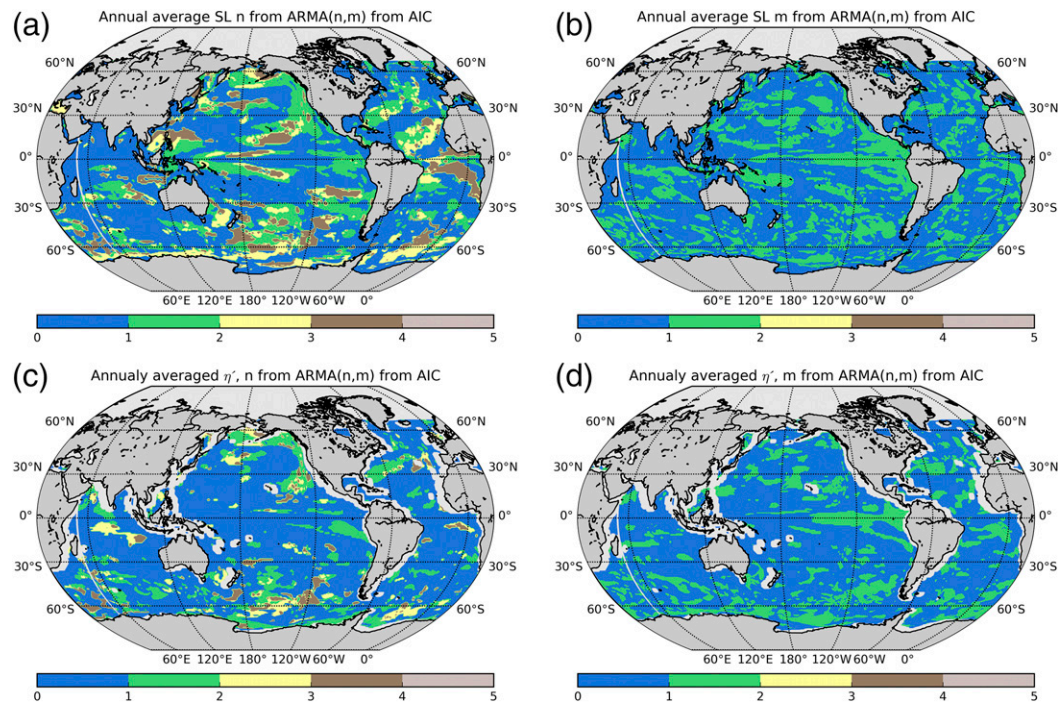 (a)
Annual average SL n from ARMA(n,m) from AIC
60°N 60°N
30°N 30°N
0° 0°
30°S 30°S
60°S 60°S
60°E 120°E 180° 120°W 60°W 0°
0 1 2 3 4 5
(b)
Annual average SL m from ARMA(n,m) from AIC
60°N 60°N
30°N 30°N
0° 0°
30°S 30°S
60°S 60°S
60°E 120°E 180° 120°W 60°W 0°
0 1 2 3 4 5
(c)
Annualy averaged η′, n from ARMA(n,m) from AIC
60°N 60°N
30°N 30°N
0° 0°
30°S 30°S
60°S 60°S
60°E 120°E 180° 120°W 60°W 0°
0 1 2 3 4 5
(d)
Annualy averaged η′, m from ARMA(n,m) from AIC
60°N 60°N
30°N 30°N
0° 0°
30°S 30°S
60°S 60°S
60°E 120°E 180° 120°W 60°W 0°
0 1 2 3 4 5